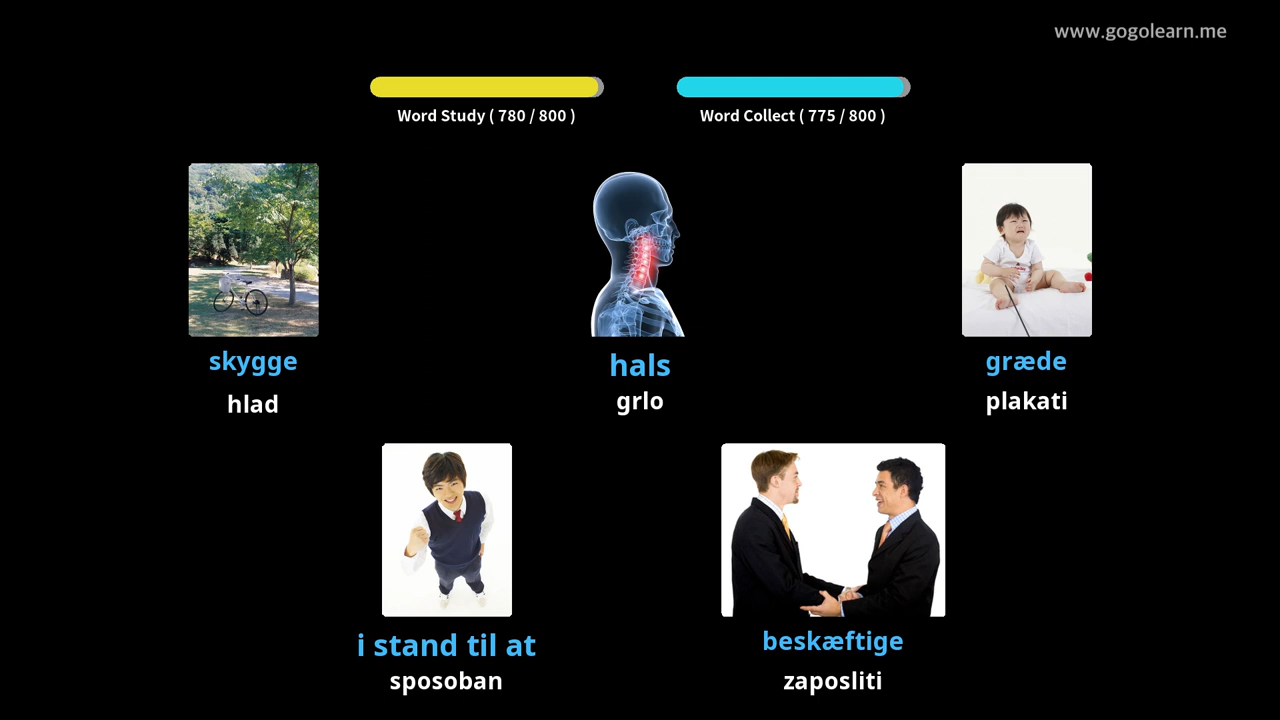 www.gogolearn.me
Word Study ( 780 / 800 )
Word Collect ( 775 / 800 )
skygge
hlad
hals
grlo
græde
plakati
i stand til at
sposoban
beskæftige
zaposliti